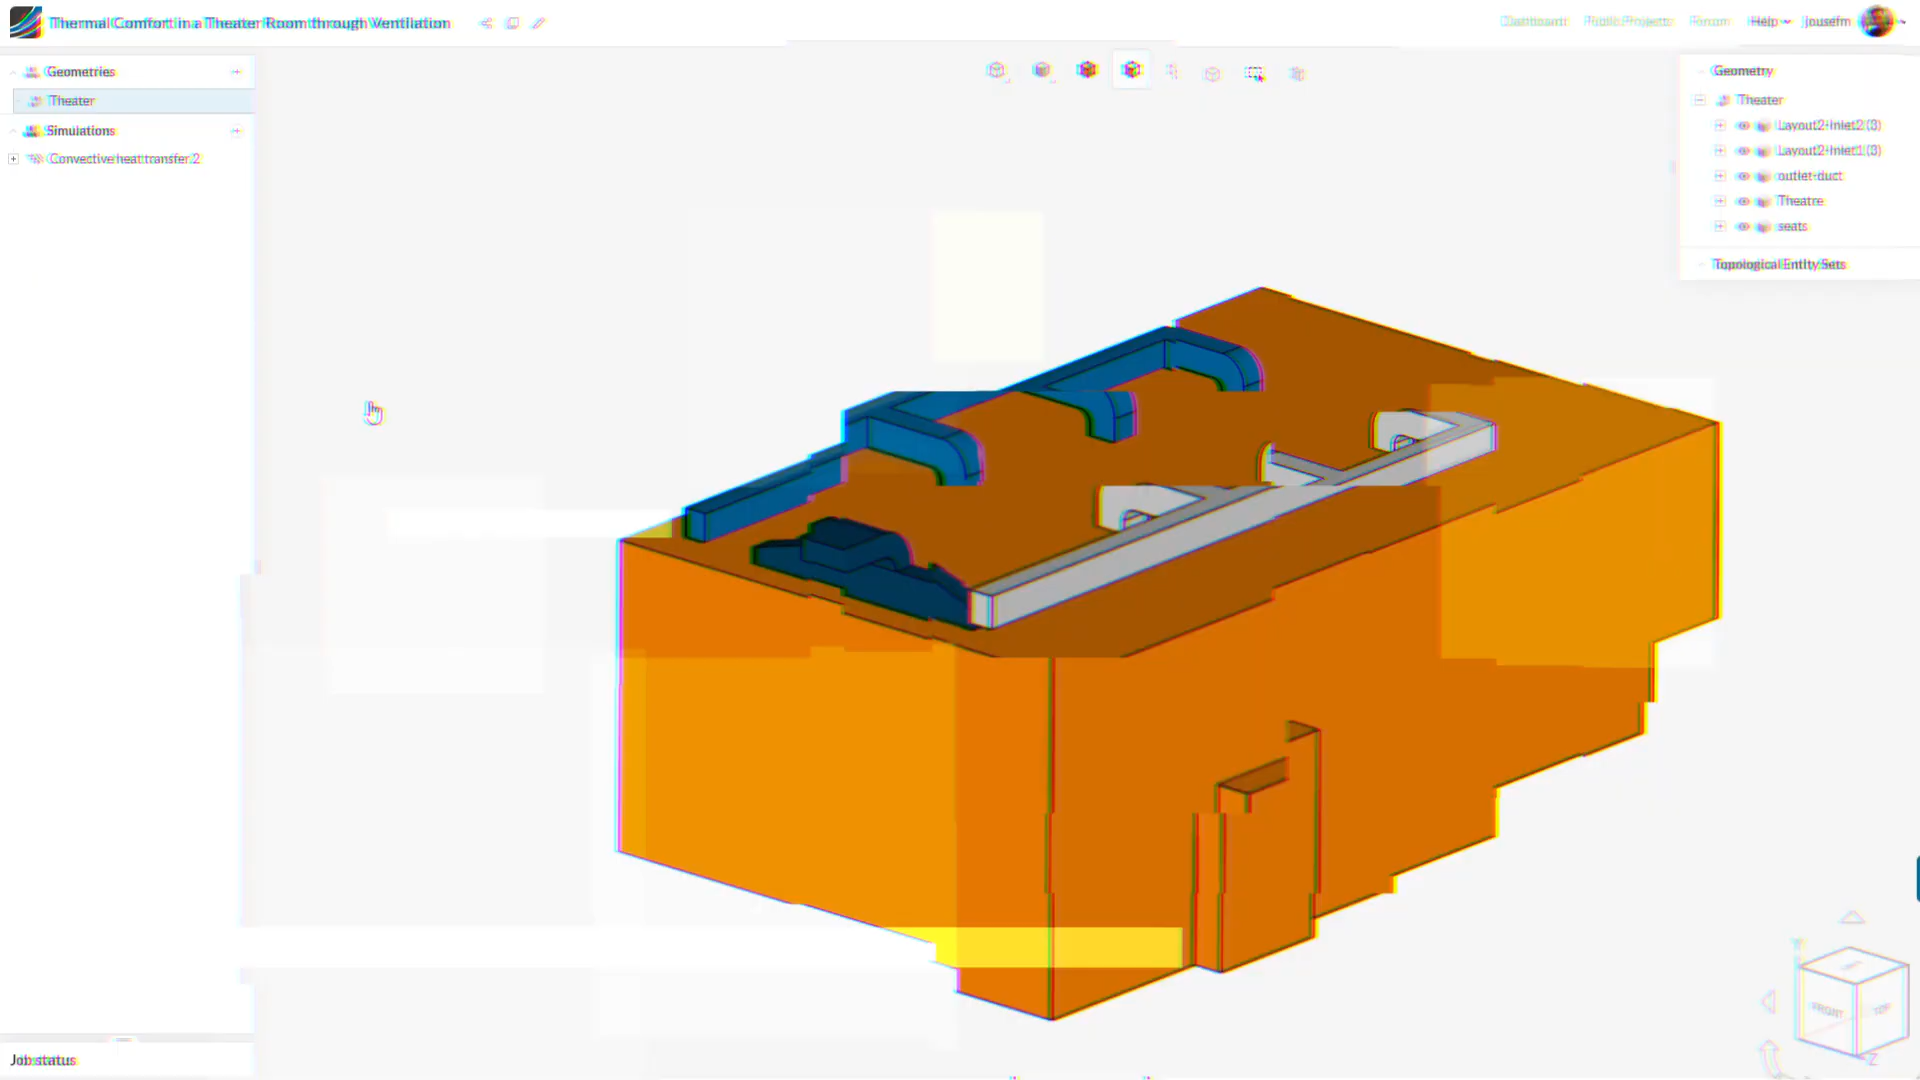 Thermal Comfort in a Theater Room through Ventilation
Dashboard Public Projects Forum Help jousefm
Geometries
Theater
Simulations
Convective heat transfer 2
Geometry
Theater
Layout2-Inlet2 (3)
Layout2-Inlet1 (3)
outlet-duct
Theatre
seats
Topological Entity Sets
Y
FRONT
TOP
Z
Job status